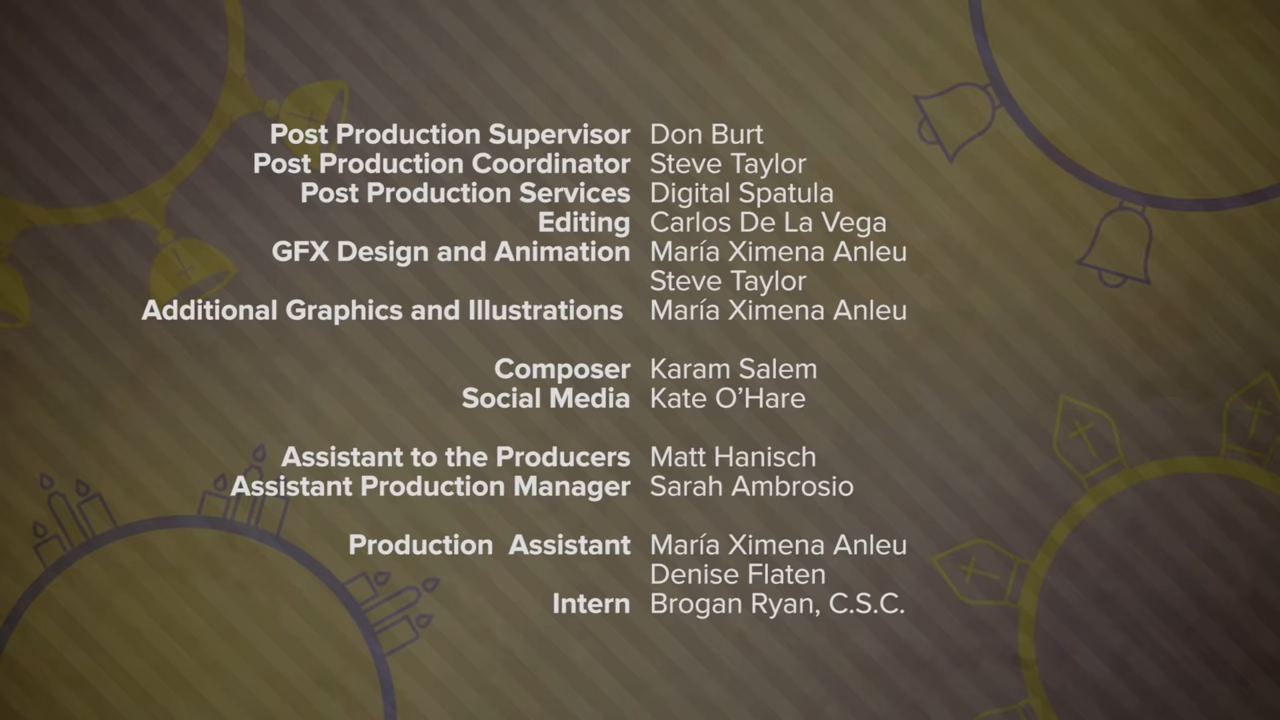 Post Production Supervisor Don Burt
Post Production Coordinator Steve Taylor
Post Production Services Digital Spatula
Editing Carlos De La Vega
GFX Design and Animation María Ximena Anleu
Steve Taylor
Additional Graphics and Illustrations María Ximena Anleu
Composer Karam Salem
Social Media Kate O’Hare
Assistant to the Producers Matt Hanisch
Assistant Production Manager Sarah Ambrosio
Production Assistant María Ximena Anleu
Denise Flaten
Intern Brogan Ryan, C.S.C.